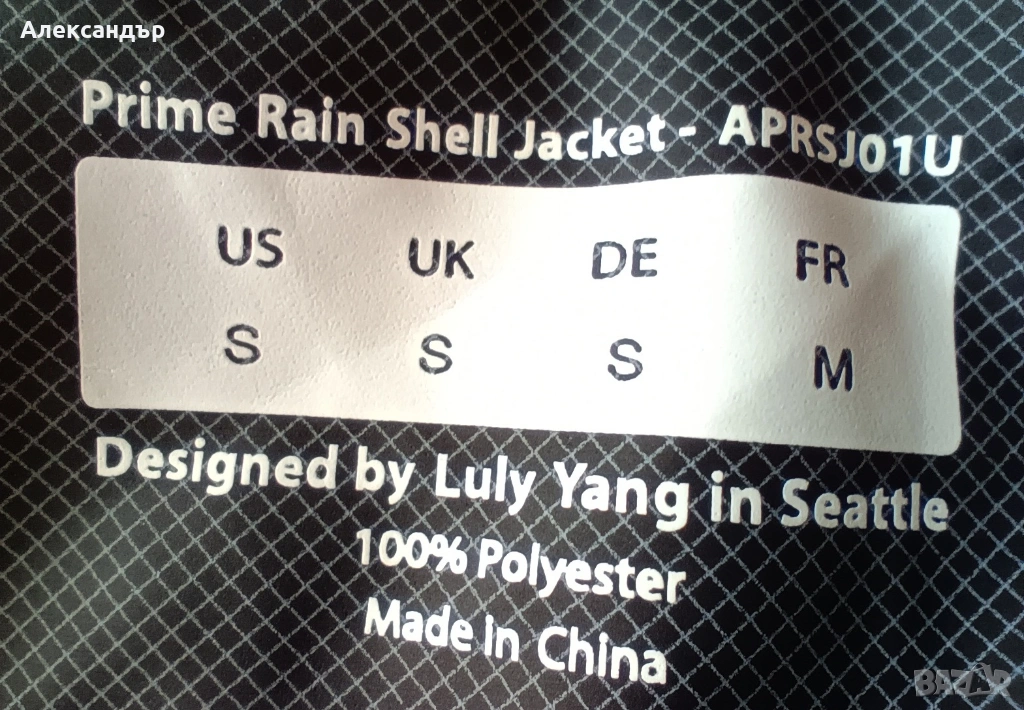 Александър
Prime Rain Shell Jacket - APRSJ01U
US UK DE FR
S S S M
Designed by Luly Yang in Seattle
100% Polyester
Made in China
BAZAR